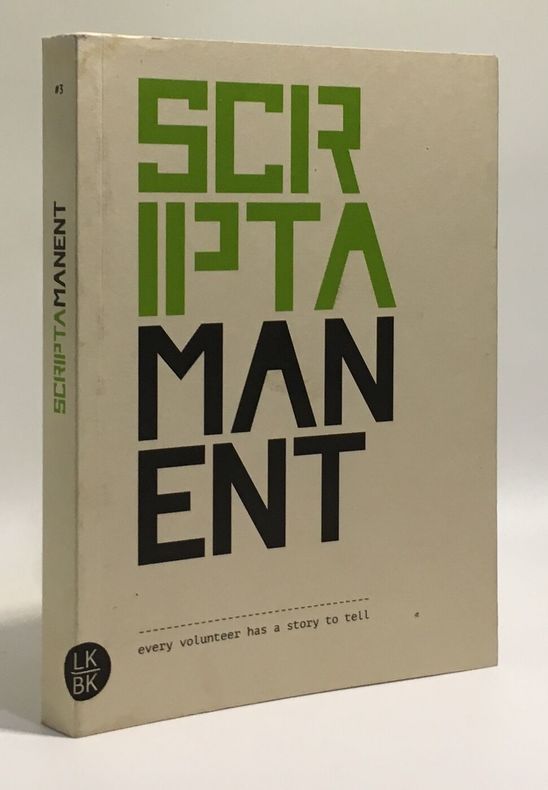 #3
SCRIPTAMANENT
LK
BK
SCR
IPTA
MAN
ENT
every volunteer has a story to tell